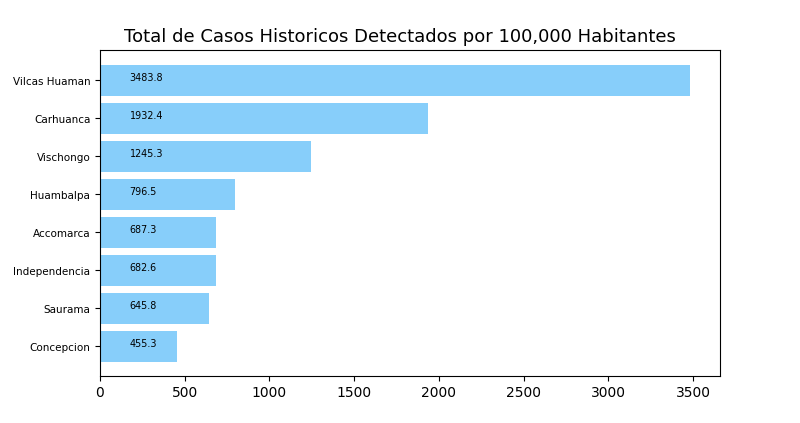 Total de Casos Historicos Detectados por 100,000 Habitantes
Vilcas Huaman 3483.8
Carhuanca 1932.4
Vischongo 1245.3
Huambalpa 796.5
Accomarca 687.3
Independencia 682.6
Saurama 645.8
Concepcion 455.3
0 500 1000 1500 2000 2500 3000 3500